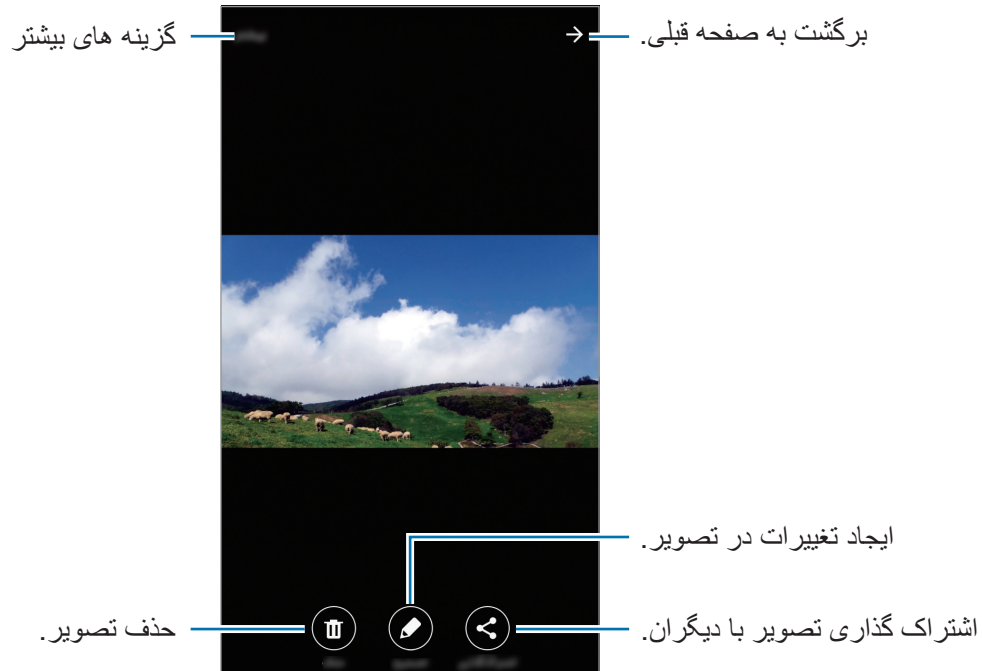 برگشت به صفحه قبلی.
گزینه های بیشتر
ایجاد تغییرات در تصویر.
اشتراک گذاری تصویر با دیگران.
حذف تصویر.